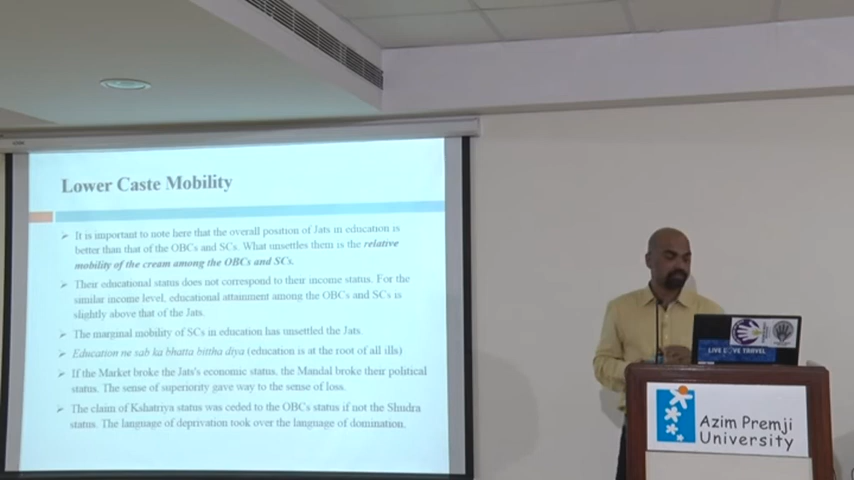 Lower Caste Mobility
It is important to note here that the overall position of Jats in education is
better than that of the OBCs and SCs. What unsettles them is the relative
mobility of the cream among the OBCs and SCs.
Their educational status does not correspond to their income status. For the
similar income level, educational attainment among the OBCs and SCs is
slightly above that of the Jats.
The marginal mobility of SCs in education has unsettled the Jats.
Education ne sab ka bhatta bittha diya (education is at the root of all ills)
If the Market broke the Jats's economic status, the Mandal broke their political
status. The sense of superiority gave way to the sense of loss.
The claim of Kshatriya status was ceded to the OBCs status if not the Shudra
status. The language of deprivation took over the language of domination.
LIVE LOVE TRAVEL
Azim Premji
University